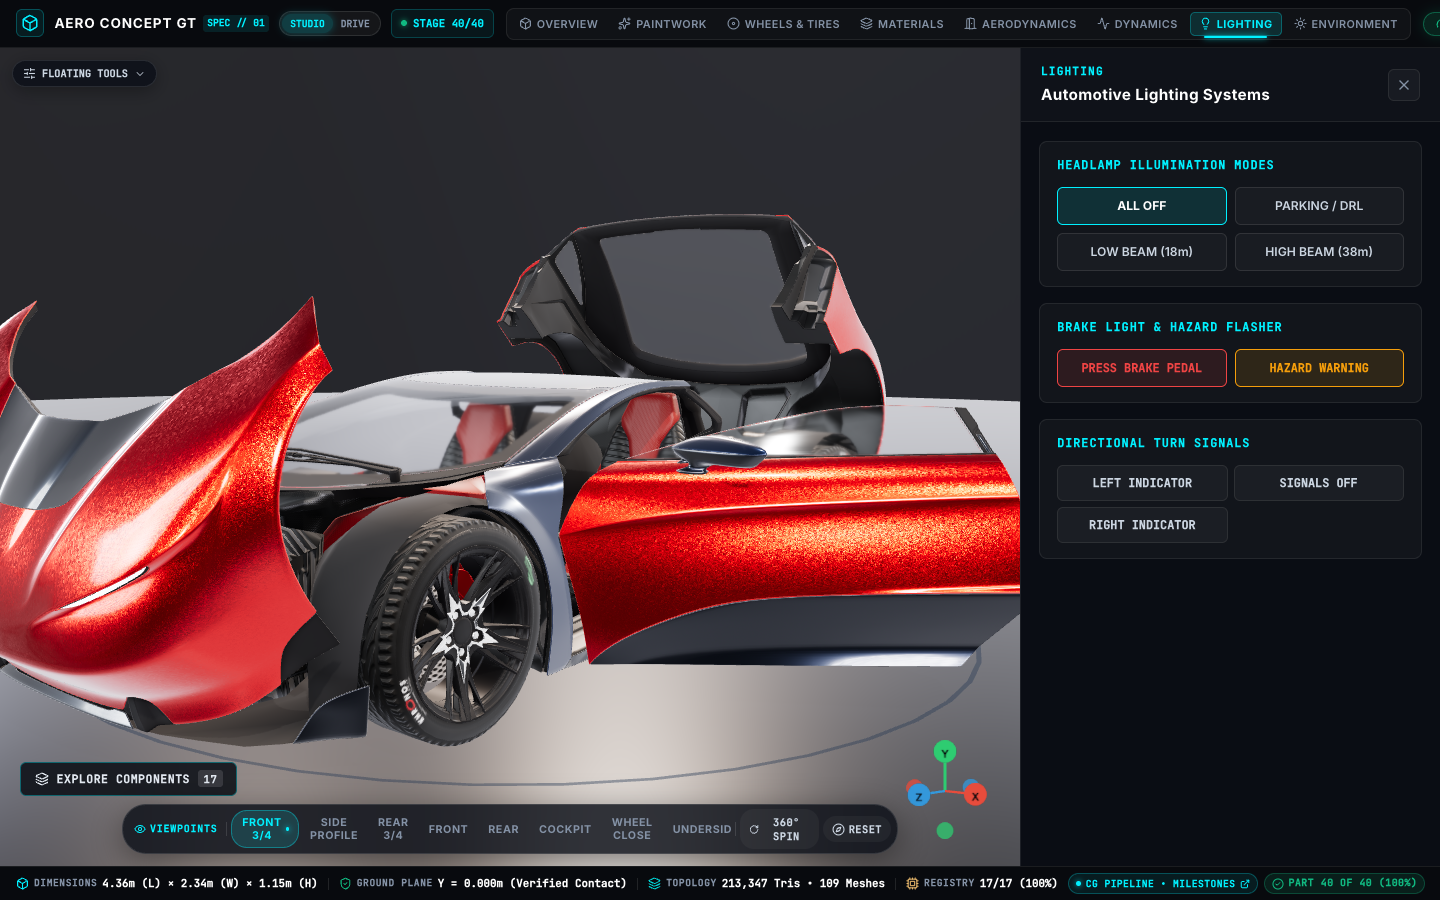 AERO CONCEPT GT
SPEC // 01
STUDIO
DRIVE
STAGE 40/40
OVERVIEW
PAINTWORK
WHEELS & TIRES
MATERIALS
AERODYNAMICS
DYNAMICS
LIGHTING
ENVIRONMENT
FLOATING TOOLS
LIGHTING
Automotive Lighting Systems
HEADLAMP ILLUMINATION MODES
ALL OFF
PARKING / DRL
LOW BEAM (18m)
HIGH BEAM (38m)
BRAKE LIGHT & HAZARD FLASHER
PRESS BRAKE PEDAL
HAZARD WARNING
DIRECTIONAL TURN SIGNALS
LEFT INDICATOR
SIGNALS OFF
RIGHT INDICATOR
EXPLORE COMPONENTS 17
Y
Z
X
VIEWPOINTS
FRONT
3/4
SIDE
PROFILE
REAR
3/4
FRONT
REAR
COCKPIT
WHEEL
CLOSE
UNDERSID
360°
SPIN
RESET
DIMENSIONS 4.36m (L) × 2.34m (W) × 1.15m (H)
GROUND PLANE Y = 0.000m (Verified Contact)
TOPOLOGY 213,347 Tris • 109 Meshes
REGISTRY 17/17 (100%)
CG PIPELINE • MILESTONES
PART 40 OF 40 (100%)